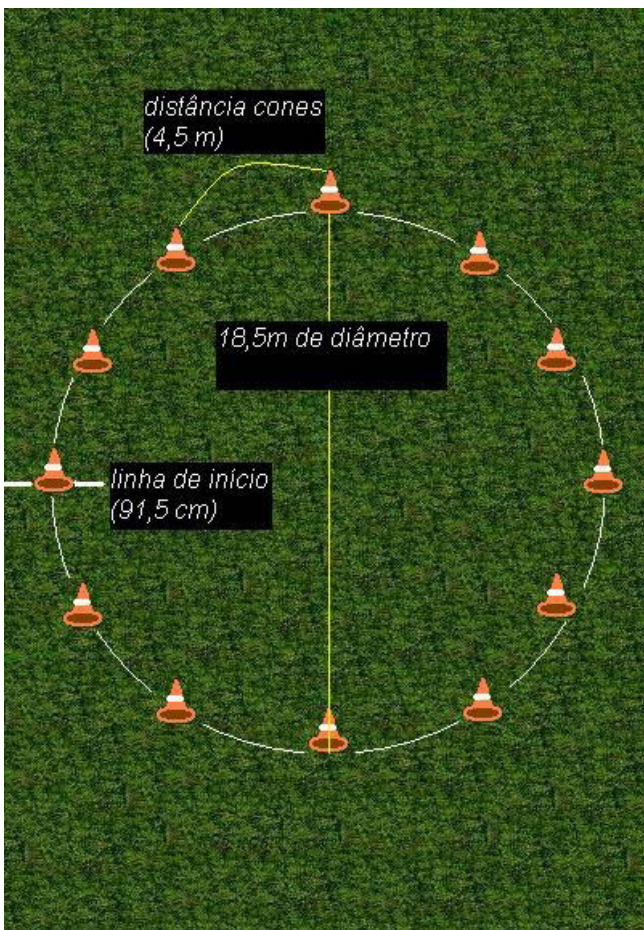 distância cones
(4,5 m)
18,5m de diâmetro
linha de início
(91,5 cm)